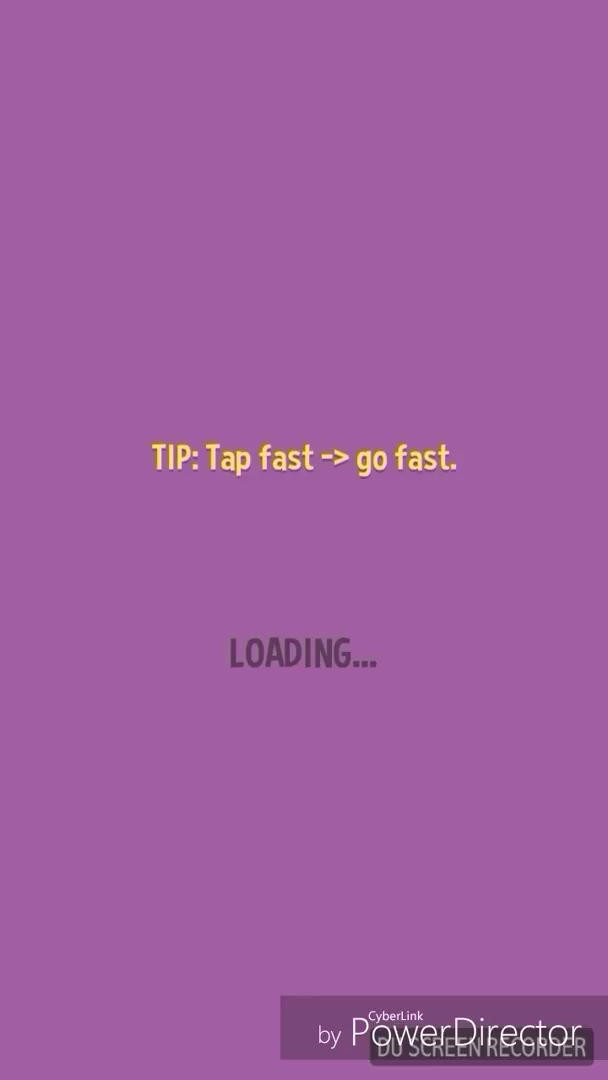 TIP: Tap fast -> go fast.
LOADING...
CyberLink
by PowerDirector
DU SCREEN RECORDER